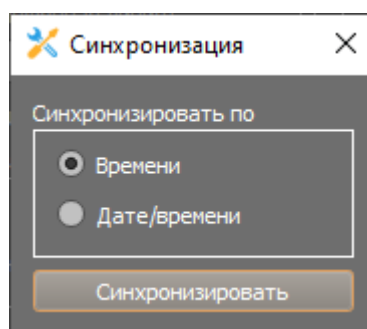 Синхронизация
Синхронизировать по
Времени
Дате/времени
Синхронизировать